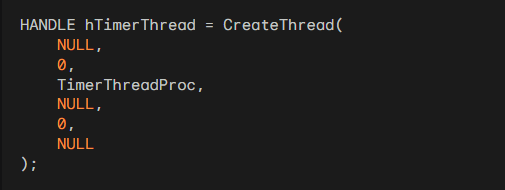 HANDLE hTimerThread = CreateThread(
    NULL,
    0,
    TimerThreadProc,
    NULL,
    0,
    NULL
);